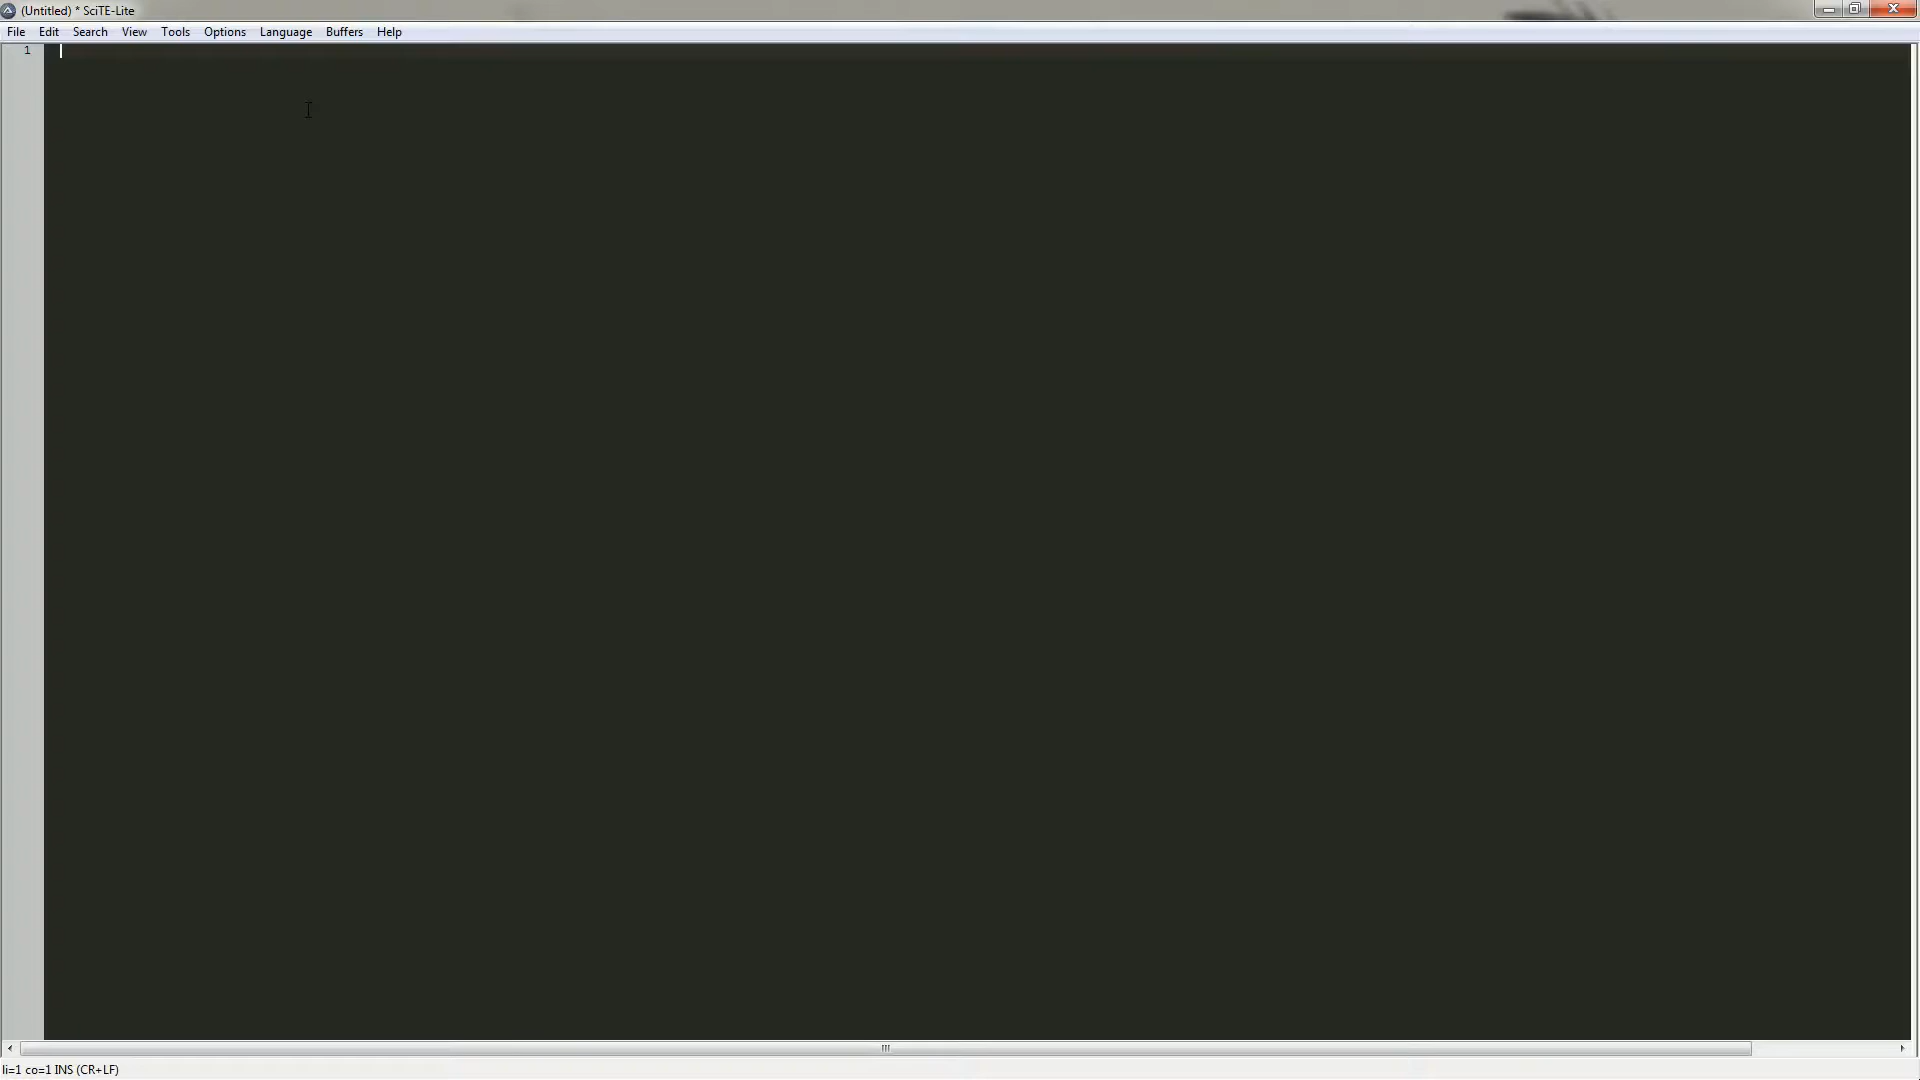 (Untitled) * SciTE-Lite
File Edit Search View Tools Options Language Buffers Help
1
li=1 co=1 INS (CR+LF)